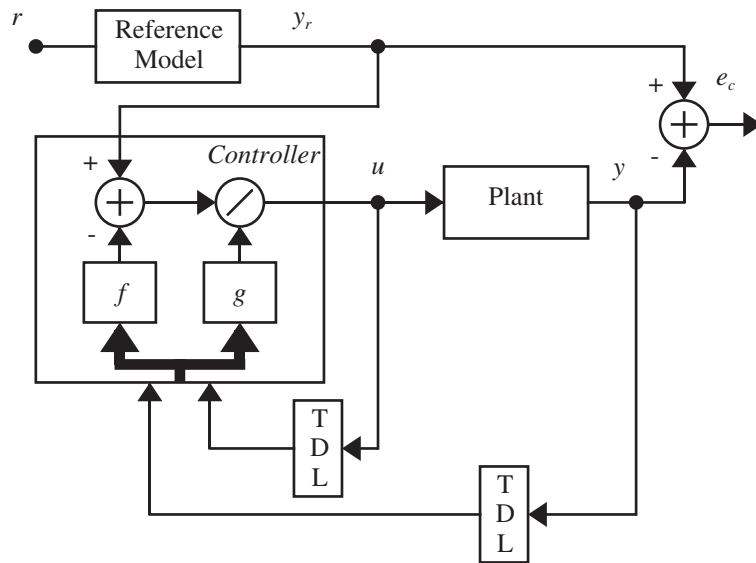 r
Reference
Model
y_r
+
e_c
-
Controller
+
-
f
g
u
Plant
y
T
D
L
T
D
L